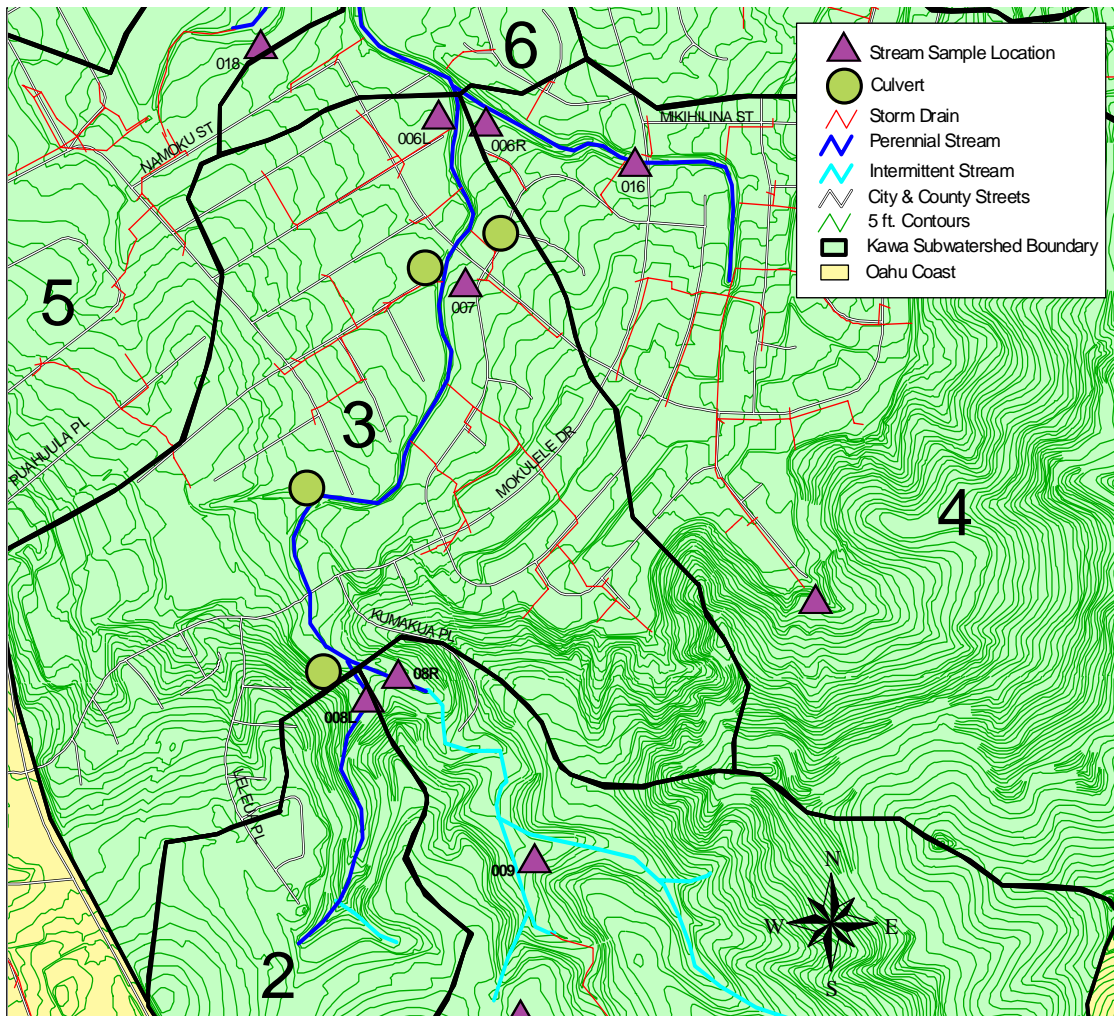 6
018
Stream Sample Location
Culvert
Storm Drain
Perennial Stream
Intermittent Stream
City & County Streets
5 ft. Contours
Kawa Subwatershed Boundary
Oahu Coast
MIKIHILINA ST
NAMOKU ST
006L
006R
016
5
007
3
PUAHUULA PL
MOKULELE DR
4
KUMAKUA PL
08R
008L
LELEUA PL
009
N
W
E
S
2